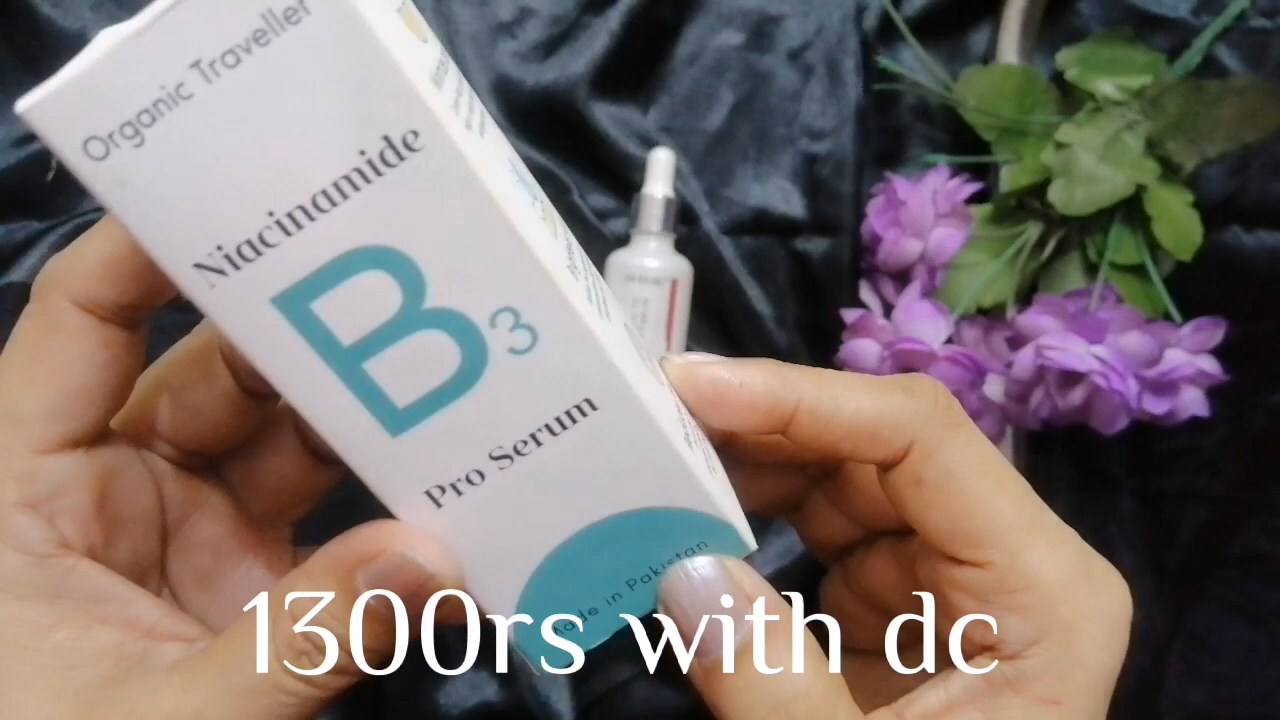 Organic Traveller
Niacinamide
B3
Pro Serum
Made in Pakistan
1300rs with dc